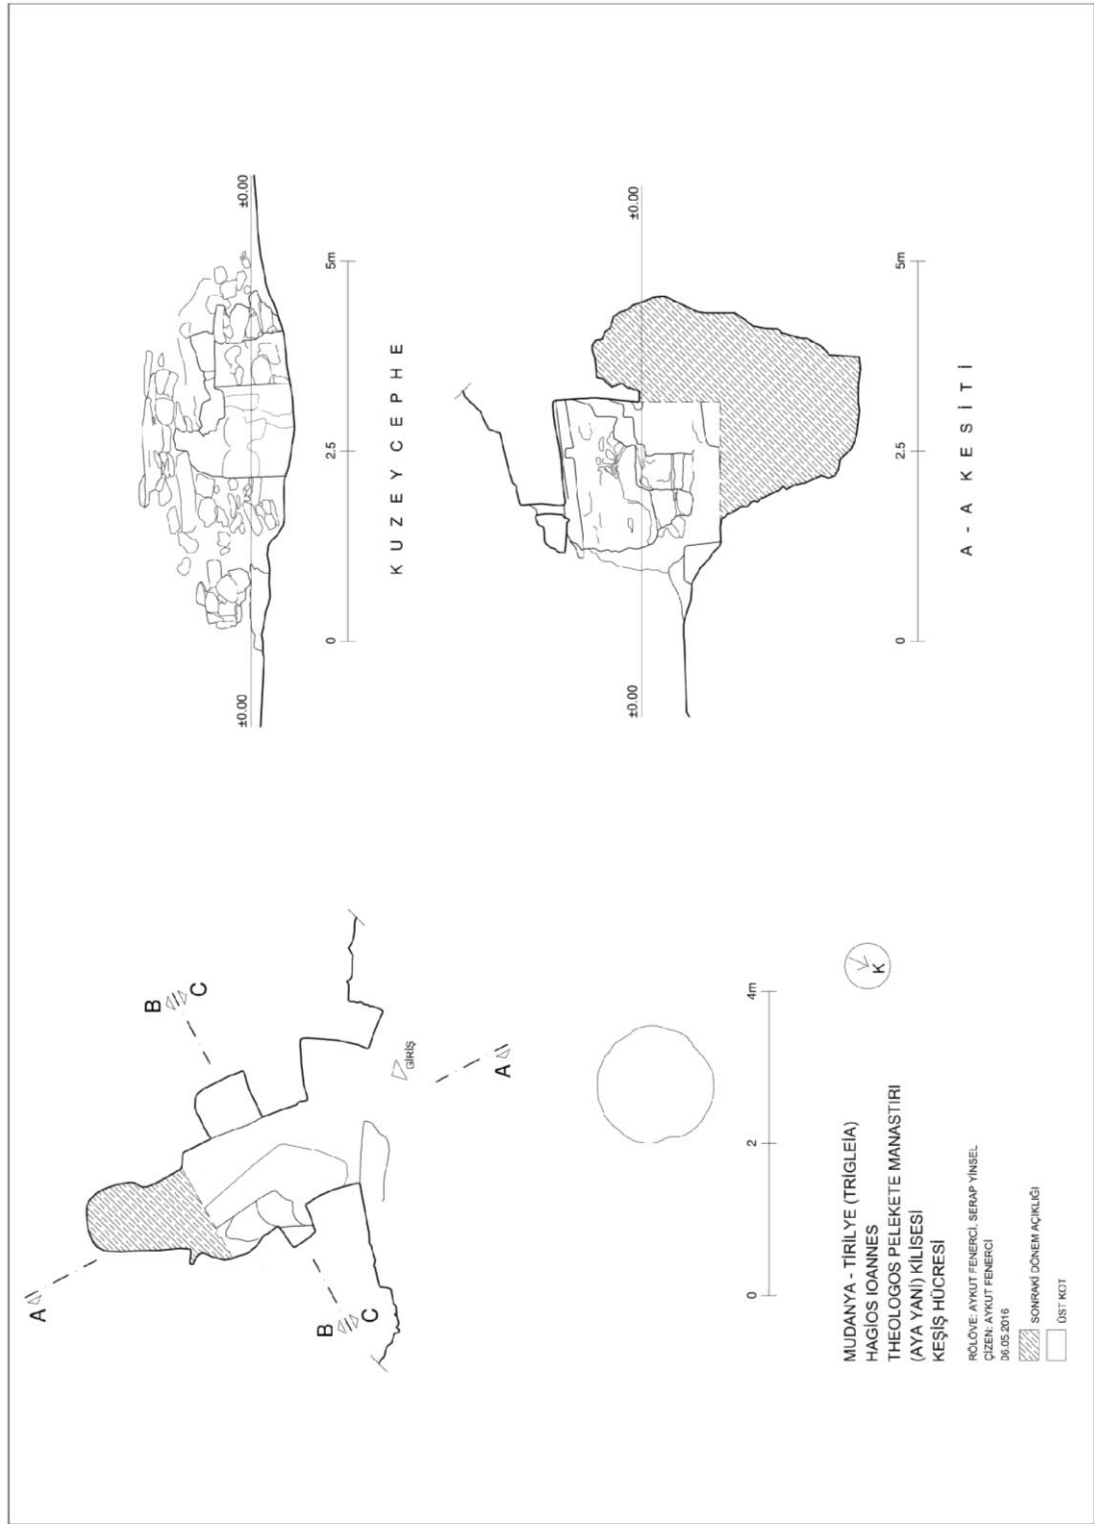 A
B
C
B
C
GİRİŞ
A
0
2
4m
K
MUDANYA - TİRİLYE (TRİGLEİA)
HAGİOS IOANNES
THEOLOGOS PELEKETE MANASTIRI
(AYA YANİ) KİLİSESİ
KEŞİŞ HÜCRESİ
RÖLÖVE: AYKUT FENERCİ, SERAP YİNSEL
ÇİZEN: AYKUT FENERCİ
06.05.2016
SONRAKİ DÖNEM AÇIKLIĞI
ÜST KOT
±0.00
±0.00
0
2.5
5m
KUZEYCEPHE
±0.00
±0.00
0
2.5
5m
A - A KESİTİ